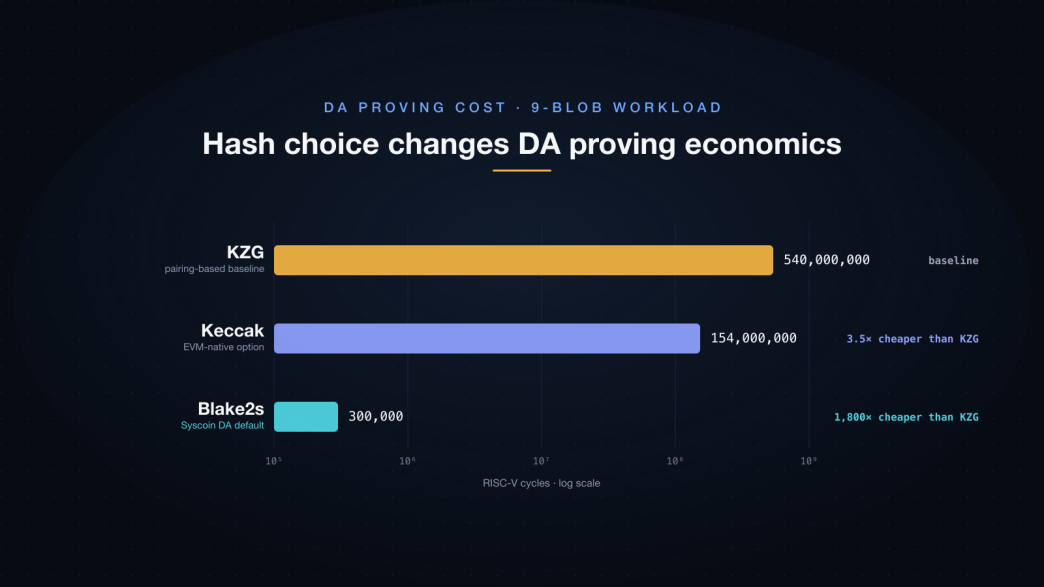 DA PROVING COST · 9-BLOB WORKLOAD
Hash choice changes DA proving economics
KZG
pairing-based baseline
540,000,000
baseline
Keccak
EVM-native option
154,000,000
3.5× cheaper than KZG
Blake2s
Syscoin DA default
300,000
1,800× cheaper than KZG
10⁵ 10⁶ 10⁷ 10⁸ 10⁹
RISC-V cycles · log scale